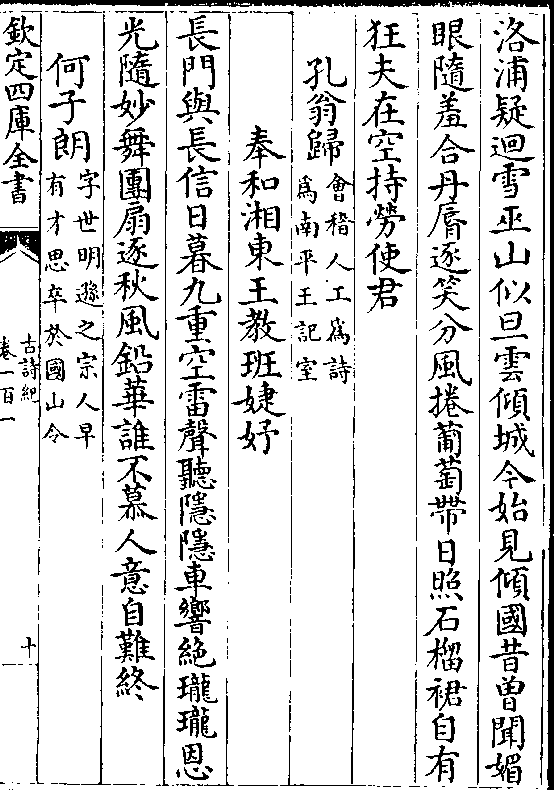 洛浦疑迴雪巫山似旦雲傾城今始見傾國昔曾聞媚
眼隨羞合丹脣逐笑分風捲葡萄帶日照石榴裙自有
狂夫在空持勞使君
孔翁歸會稽人工為詩
為南平王記室
奉和湘東王教班婕妤
長門與長信日暮九重空雷聲聽隱隱車響絶瓏瓏恩
光隨妙舞團扇逐秋風鉛華誰不慕人意自難終
何子朗字世明遜之宗人早
有才思卒於國山令
欽定四庫全書
古詩紀
卷一百一
十